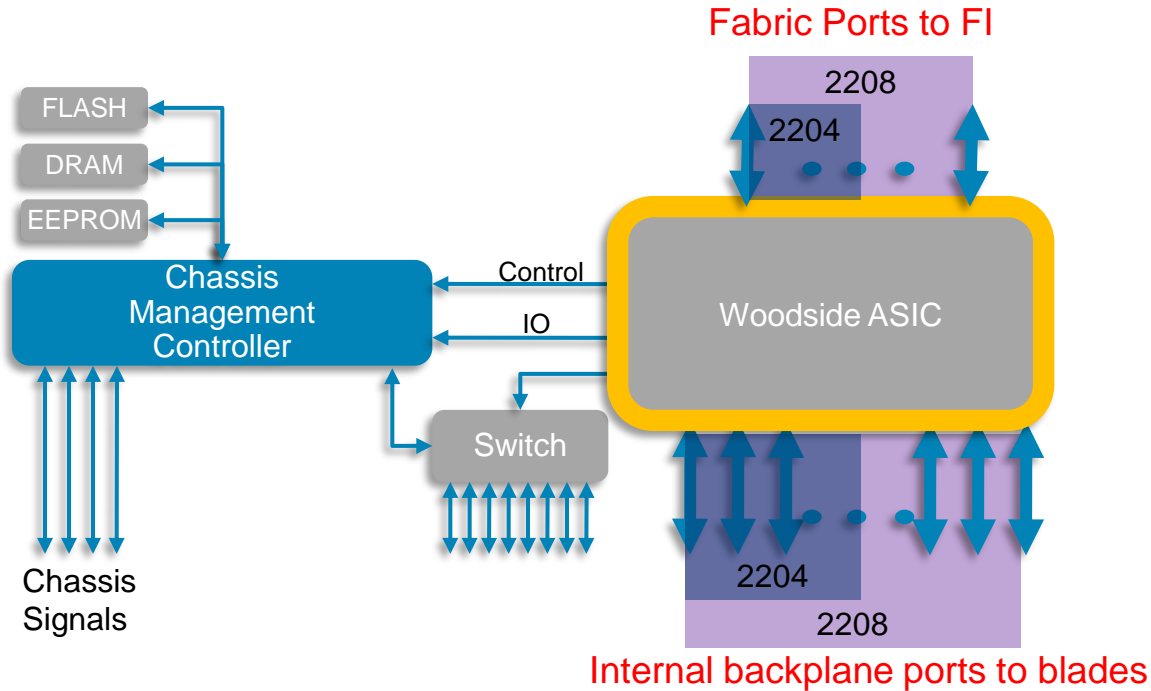 Fabric Ports to FI
2208
2204
FLASH
DRAM
EEPROM
Chassis
Management
Controller
Control
IO
Woodside ASIC
Switch
Chassis
Signals
2204
2208
Internal backplane ports to blades